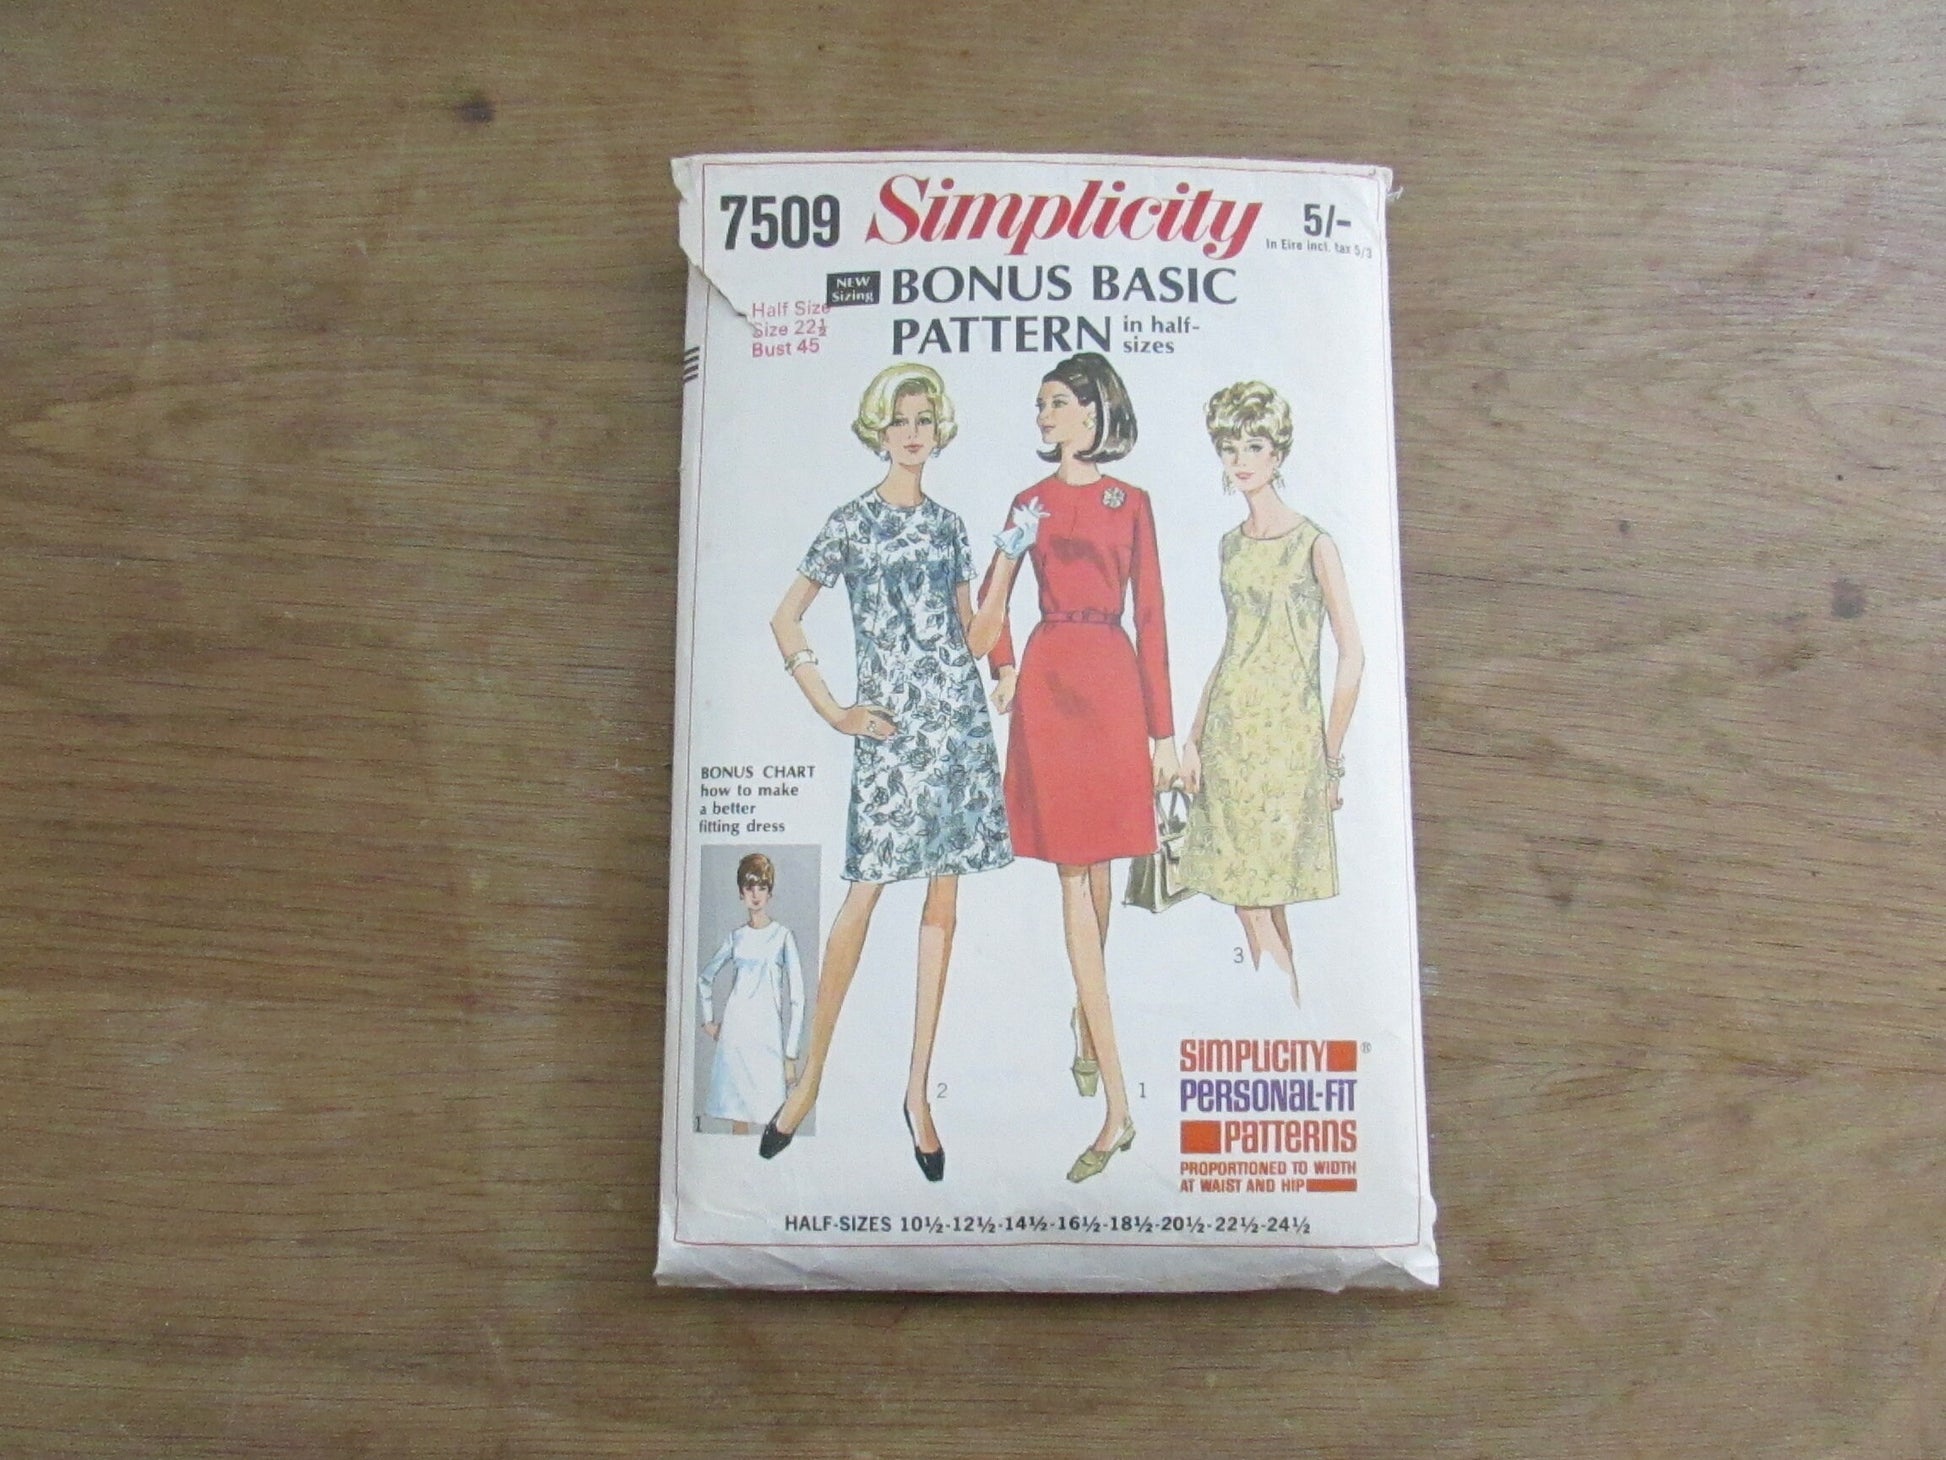 7509 Simplicity 5/-
In Eire incl. tax 5/3
NEW
Sizing
BONUS BASIC
PATTERN in half-
sizes
Half Size
Size 22½
Bust 45
BONUS CHART
how to make
a better
fitting dress
1
2
1
3
SIMPLICITY ®
PERSONAL-FIT
PATTERNS
PROPORTIONED TO WIDTH
AT WAIST AND HIP
HALF-SIZES 10½-12½-14½-16½-18½-20½-22½-24½